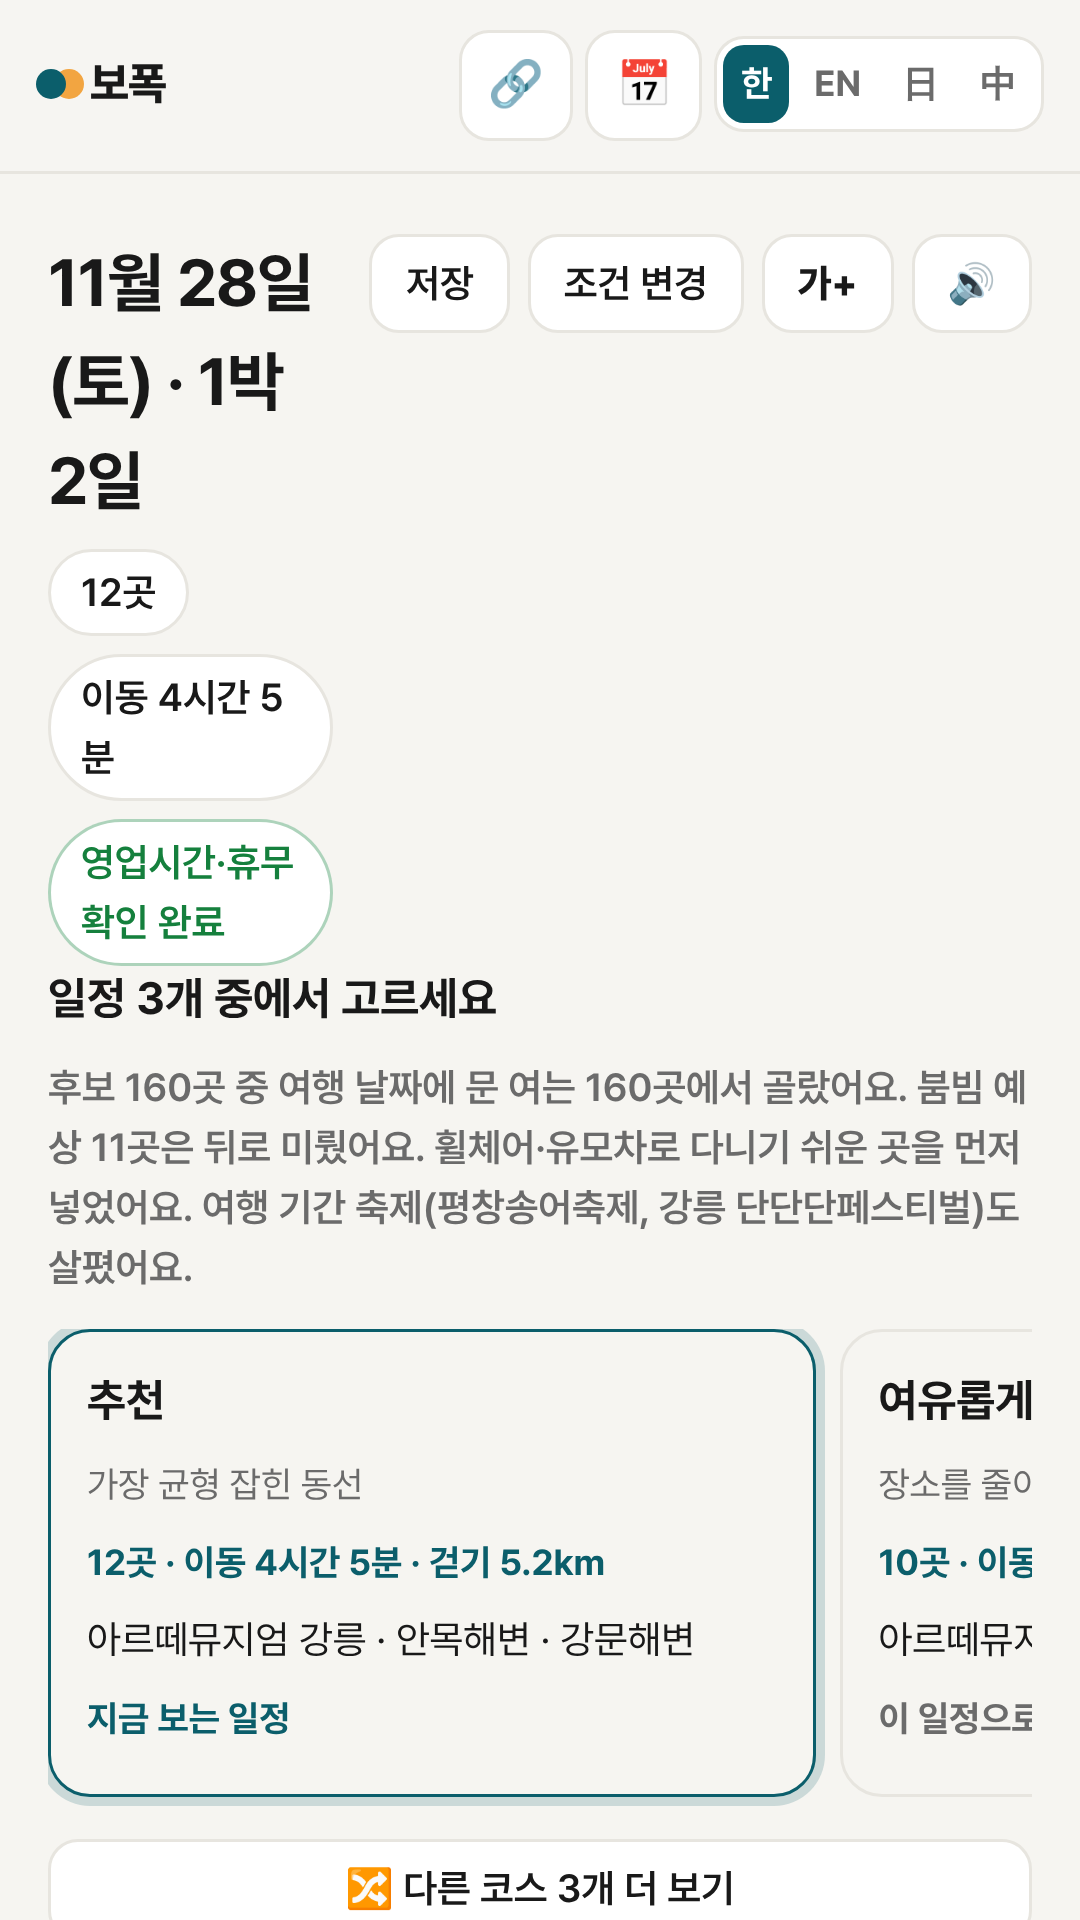 보폭
July
17
한
EN
日
中
11월 28일
(토) · 1박
2일
저장
조건 변경
가+
12곳
이동 4시간 5
분
영업시간·휴무
확인 완료
일정 3개 중에서 고르세요
후보 160곳 중 여행 날짜에 문 여는 160곳에서 골랐어요. 붐빔 예
상 11곳은 뒤로 미뤘어요. 휠체어·유모차로 다니기 쉬운 곳을 먼저
넣었어요. 여행 기간 축제(평창송어축제, 강릉 단단단페스티벌)도
살폈어요.
추천
가장 균형 잡힌 동선
12곳 · 이동 4시간 5분 · 걷기 5.2km
아르떼뮤지엄 강릉 · 안목해변 · 강문해변
지금 보는 일정
여유롭게
장소를
10곳 · 이동
이 일정으로
다른 코스 3개 더 보기